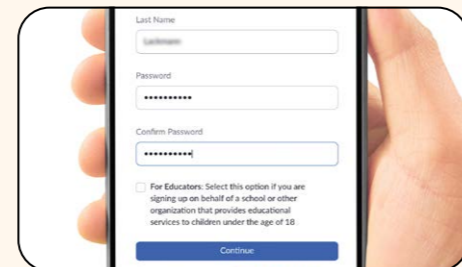 Last Name
Password
••••••••••
Confirm Password
••••••••••
For Educators: Select this option if you are
signing up on behalf of a school or other
organization that provides educational
services to children under the age of 18
Continue